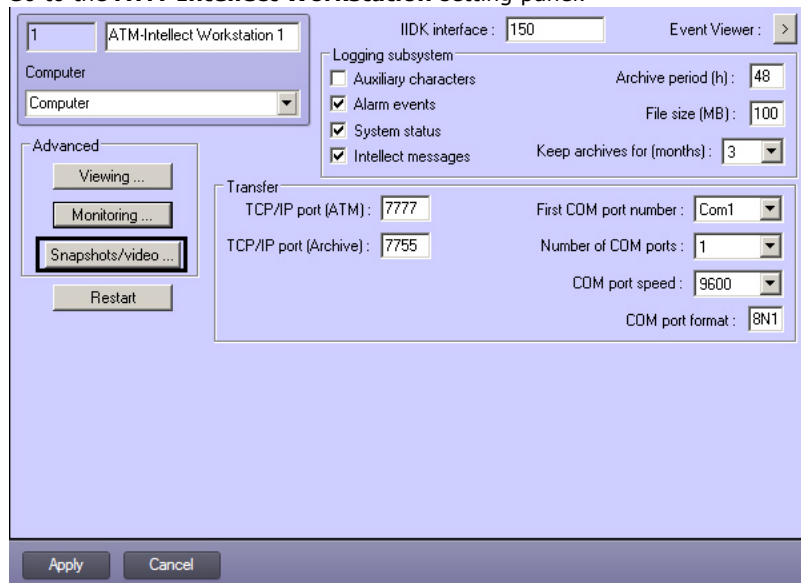 1 ATM-Intellect Workstation 1
Computer
Computer
IIDK interface : 150
Event Viewer : >
Logging subsystem
Auxiliary characters
Alarm events
System status
Intellect messages
Archive period (h) : 48
File size (MB) : 100
Keep archives for (months) : 3
Advanced
Viewing ...
Monitoring ...
Snapshots/video ...
Restart
Transfer
TCP/IP port (ATM) : 7777
TCP/IP port (Archive) : 7755
First COM port number : Com1
Number of COM ports : 1
COM port speed : 9600
COM port format : 8N1
Apply
Cancel